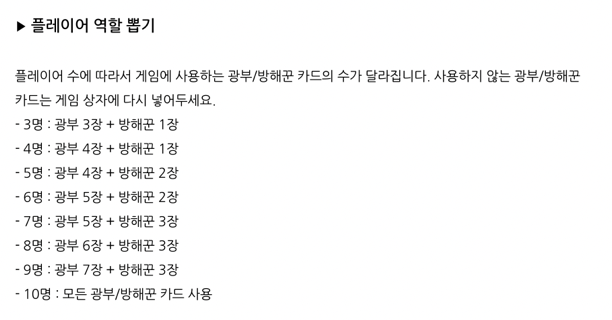 ▶ 플레이어 역할 뽑기
플레이어 수에 따라서 게임에 사용하는 광부/방해꾼 카드의 수가 달라집니다. 사용하지 않는 광부/방해꾼
카드는 게임 상자에 다시 넣어두세요.
- 3명 : 광부 3장 + 방해꾼 1장
- 4명 : 광부 4장 + 방해꾼 1장
- 5명 : 광부 4장 + 방해꾼 2장
- 6명 : 광부 5장 + 방해꾼 2장
- 7명 : 광부 5장 + 방해꾼 3장
- 8명 : 광부 6장 + 방해꾼 3장
- 9명 : 광부 7장 + 방해꾼 3장
- 10명 : 모든 광부/방해꾼 카드 사용